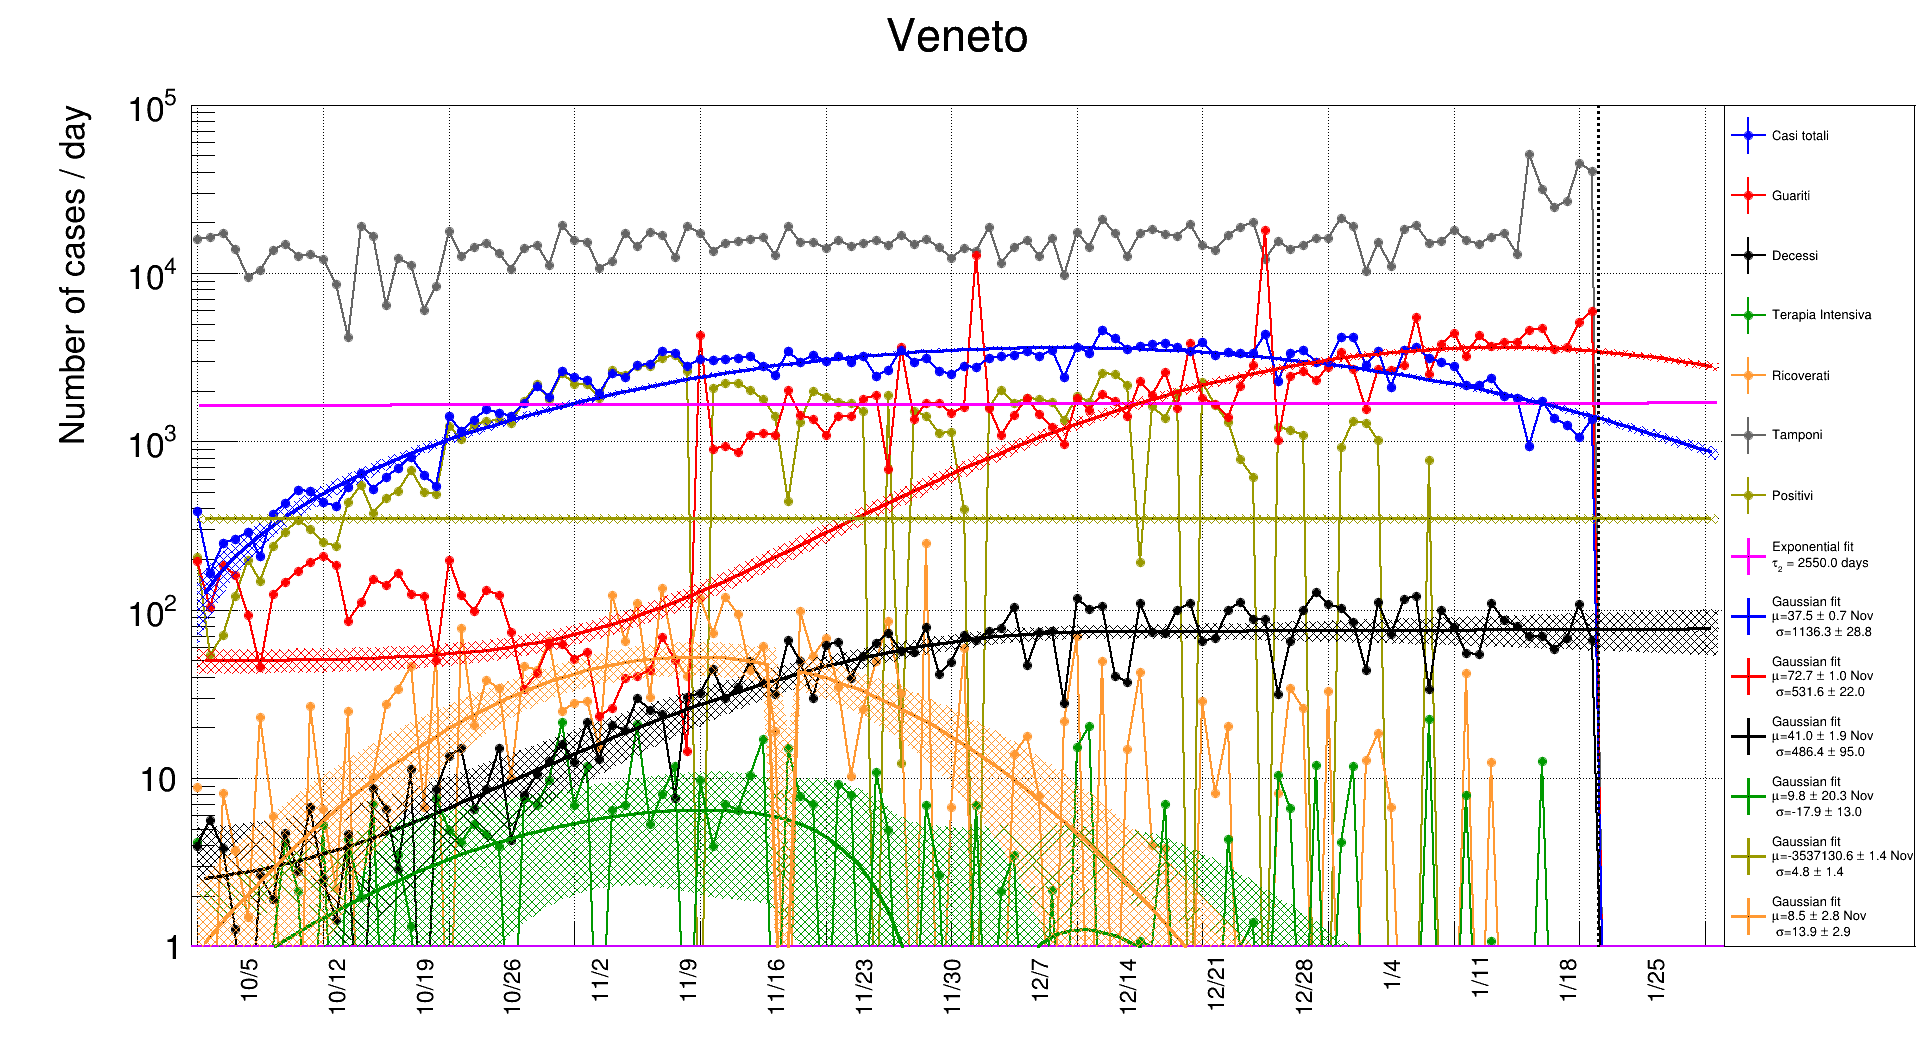 Veneto
Number of cases / day
10^5
10^4
10^3
10^2
10
1
10/5 10/12 10/19 10/26 11/2 11/9 11/16 11/23 11/30 12/7 12/14 12/21 12/28 1/4 1/11 1/18 1/25
Casi totali
Guariti
Decessi
Terapia Intensiva
Ricoverati
Tamponi
Positivi
Exponential fit
τ₂ = 2550.0 days
Gaussian fit
μ=37.5 ± 0.7 Nov
σ=1136.3 ± 28.8
Gaussian fit
μ=72.7 ± 1.0 Nov
σ=531.6 ± 22.0
Gaussian fit
μ=41.0 ± 1.9 Nov
σ=486.4 ± 95.0
Gaussian fit
μ=9.8 ± 20.3 Nov
σ=-17.9 ± 13.0
Gaussian fit
μ=-3537130.6 ± 1.4 Nov
σ=4.8 ± 1.4
Gaussian fit
μ=8.5 ± 2.8 Nov
σ=13.9 ± 2.9